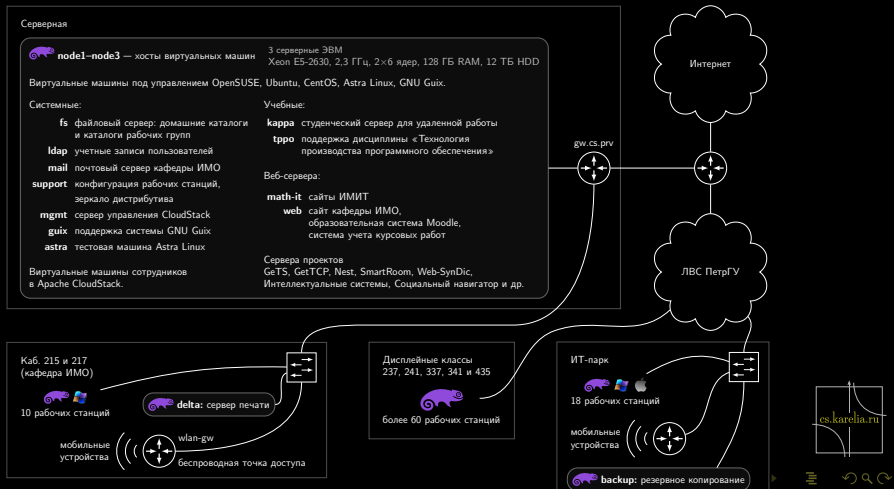 Серверная
node1–node3 — хосты виртуальных машин
3 серверные ЭВМ
Xeon E5-2630, 2,3 ГГц, 2×6 ядер, 128 ГБ RAM, 12 ТБ HDD
Виртуальные машины под управлением OpenSUSE, Ubuntu, CentOS, Astra Linux, GNU Guix.
Системные:
fs файловый сервер: домашние каталоги
и каталоги рабочих групп
ldap учетные записи пользователей
mail почтовый сервер кафедры ИМО
support конфигурация рабочих станций,
зеркало дистрибутива
mgmt сервер управления CloudStack
guix поддержка системы GNU Guix
astra тестовая машина Astra Linux
Виртуальные машины сотрудников
в Apache CloudStack.
Учебные:
kappa студенческий сервер для удаленной работы
tppo поддержка дисциплины «Технология
производства программного обеспечения»
Веб-сервера:
math-it сайты ИМИТ
web сайт кафедры ИМО,
образовательная система Moodle,
система учета курсовых работ
Сервера проектов
GeTS, GetTCP, Nest, SmartRoom, Web-SynDic,
Интеллектуальные системы, Социальный навигатор и др.
gw.cs.prv
Интернет
ЛВС ПетрГУ
Каб. 215 и 217
(кафедра ИМО)
10 рабочих станций
delta: сервер печати
мобильные
устройства
wlan-gw
беспроводная точка доступа
Дисплейные классы
237, 241, 337, 341 и 435
более 60 рабочих станций
ИТ-парк
18 рабочих станций
мобильные
устройства
backup: резервное копирование
cs.karelia.ru